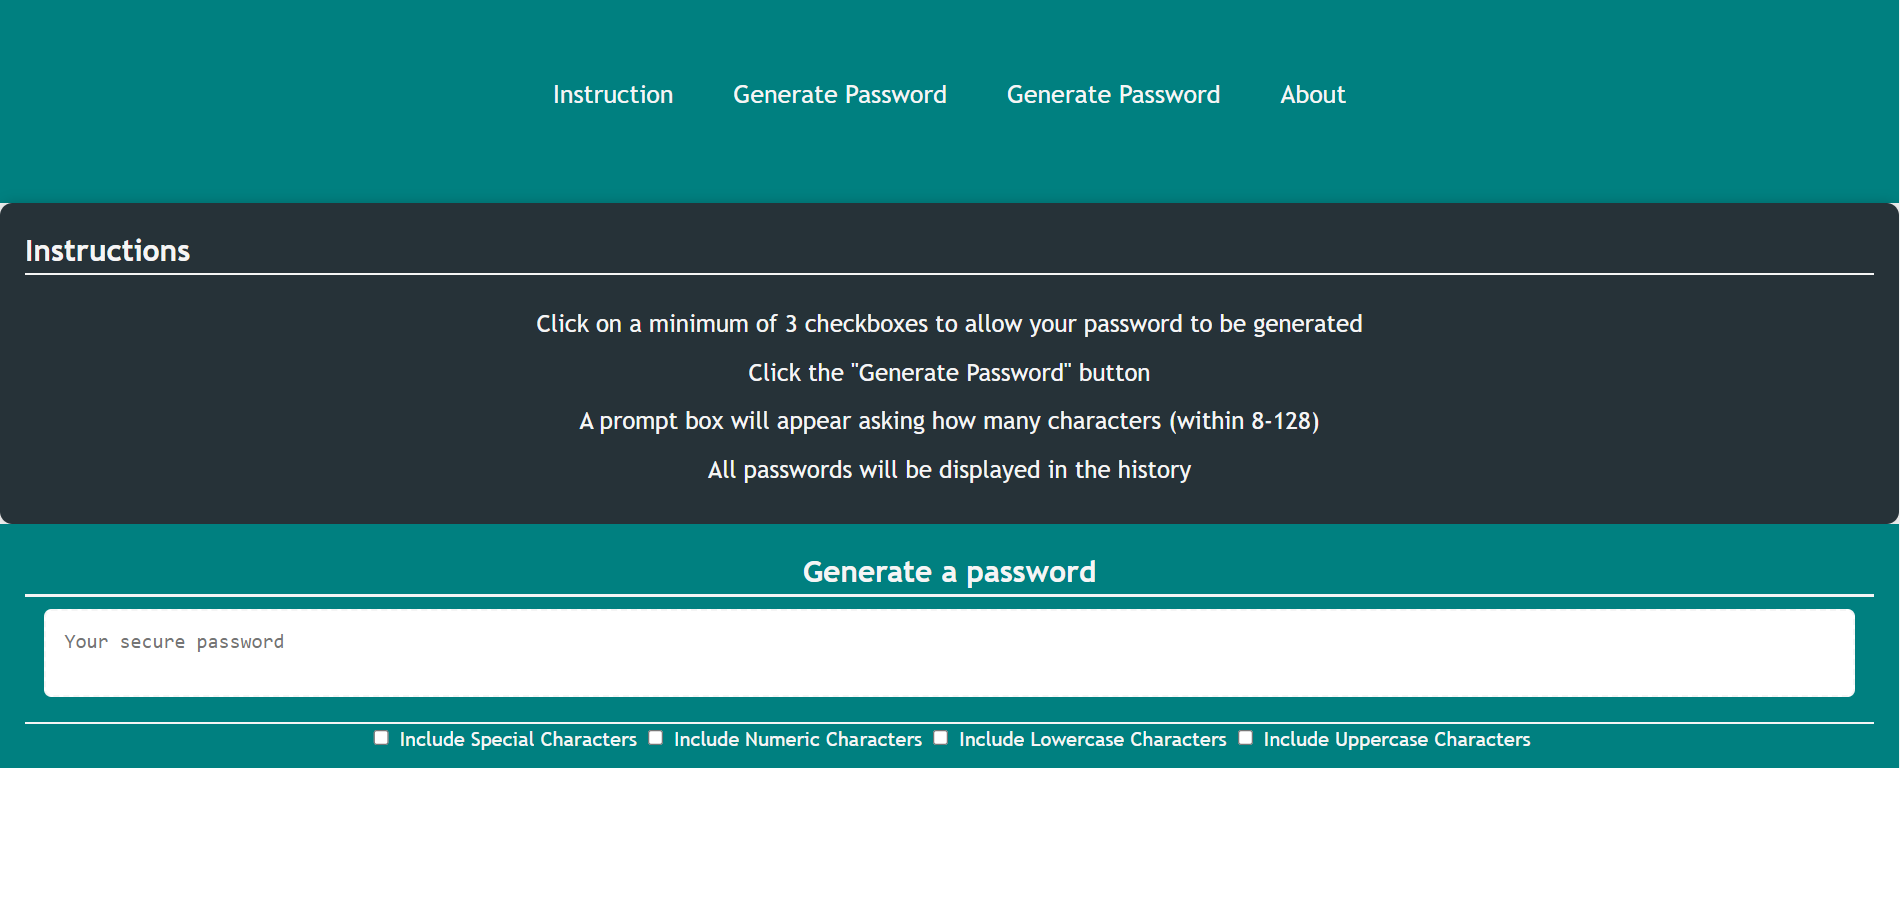 Instruction Generate Password Generate Password About
Instructions
Click on a minimum of 3 checkboxes to allow your password to be generated
Click the "Generate Password" button
A prompt box will appear asking how many characters (within 8-128)
All passwords will be displayed in the history
Generate a password
Your secure password
Include Special Characters Include Numeric Characters Include Lowercase Characters Include Uppercase Characters